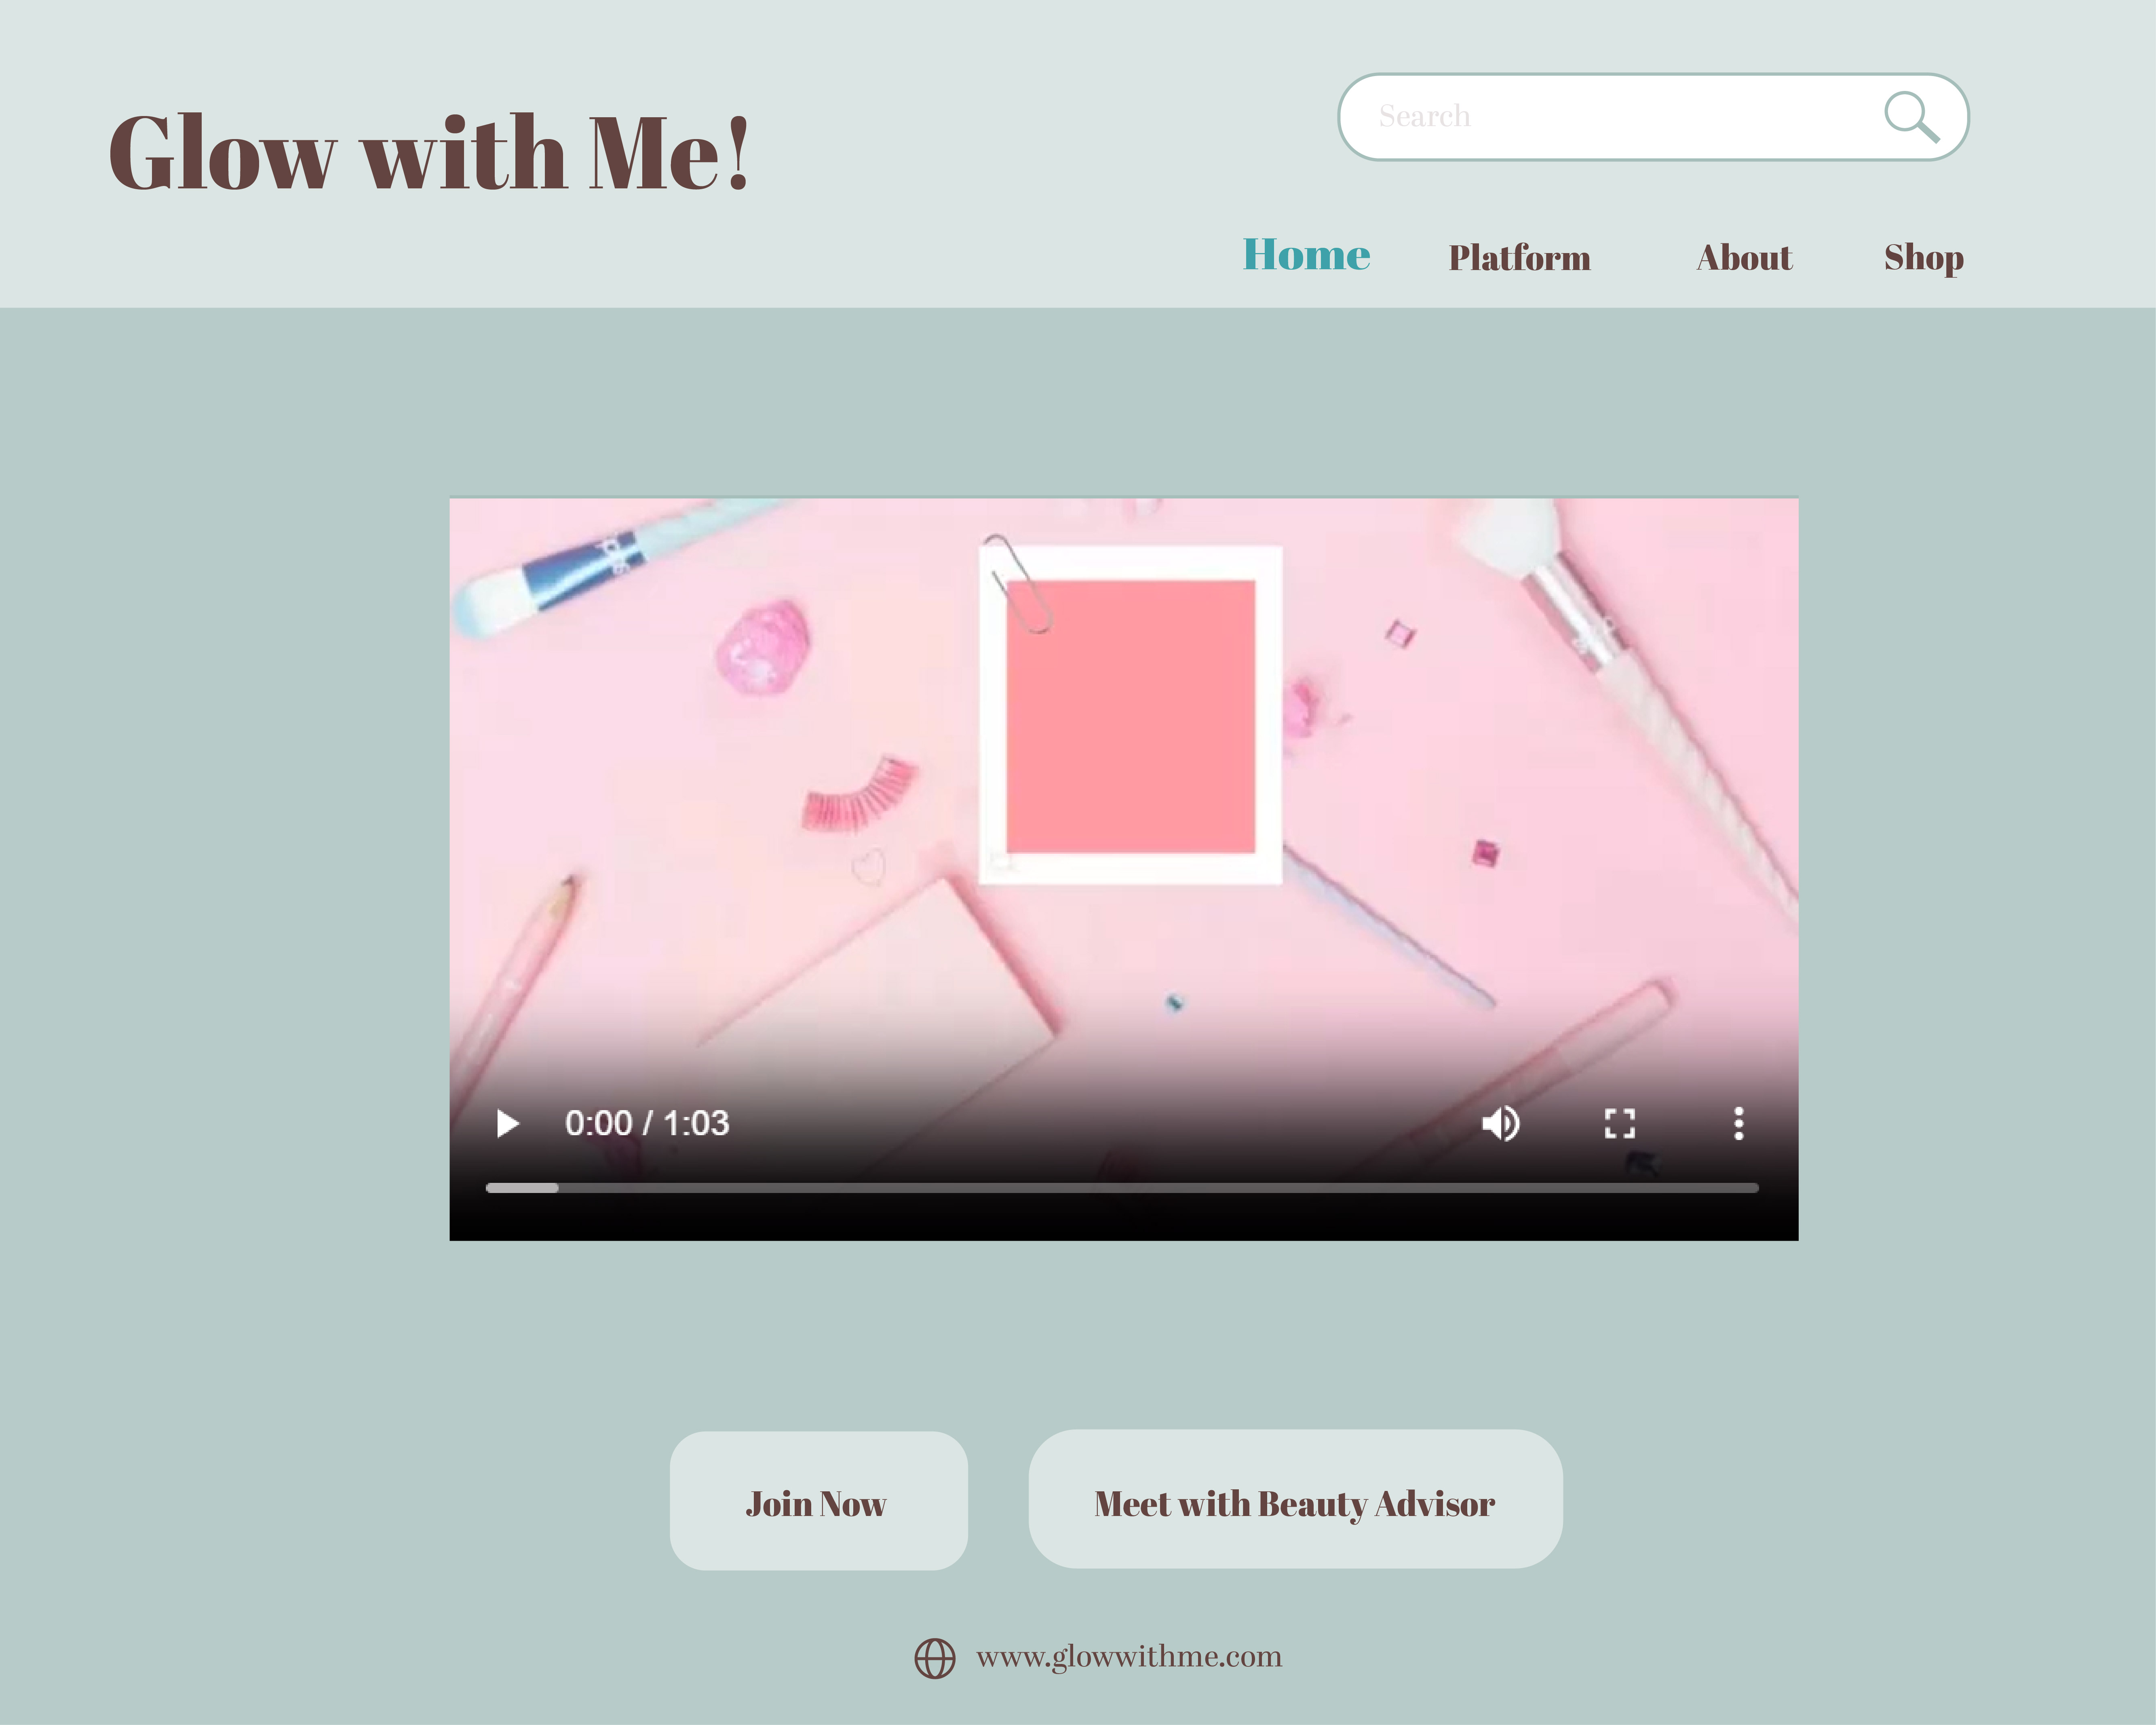 Glow with Me!
Search
Home Platform About Shop
0:00 / 1:03
Join Now
Meet with Beauty Advisor
www.glowwithme.com